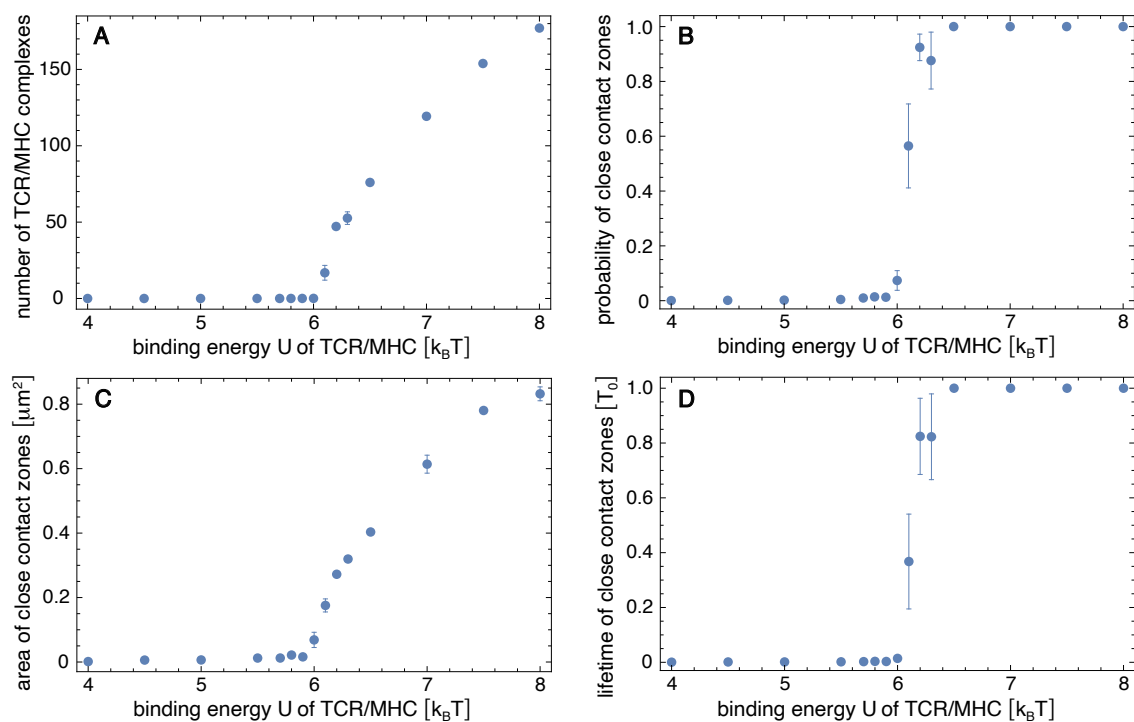 A
number of TCR/MHC complexes
150
100
50
0
4 5 6 7 8
binding energy U of TCR/MHC [k_BT]
B
probability of close contact zones
1.0
0.8
0.6
0.4
0.2
0.0
4 5 6 7 8
binding energy U of TCR/MHC [k_BT]
C
area of close contact zones [μm²]
0.8
0.6
0.4
0.2
0
4 5 6 7 8
binding energy U of TCR/MHC [k_BT]
D
lifetime of close contact zones [T₀]
1.0
0.8
0.6
0.4
0.2
0
4 5 6 7 8
binding energy U of TCR/MHC [k_BT]